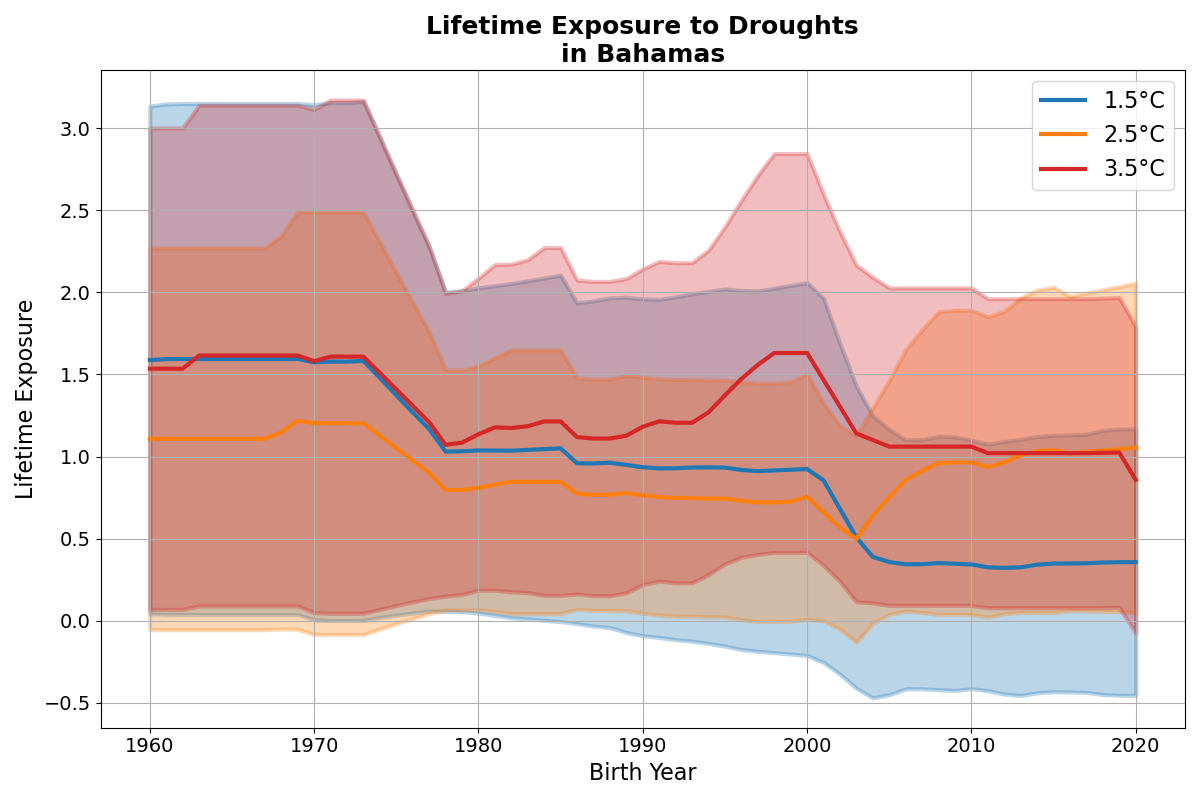 Lifetime Exposure to Droughts
in Bahamas
1.5°C
2.5°C
3.5°C
Lifetime Exposure
3.0
2.5
2.0
1.5
1.0
0.5
0.0
−0.5
1960
1970
1980
1990
2000
2010
2020
Birth Year